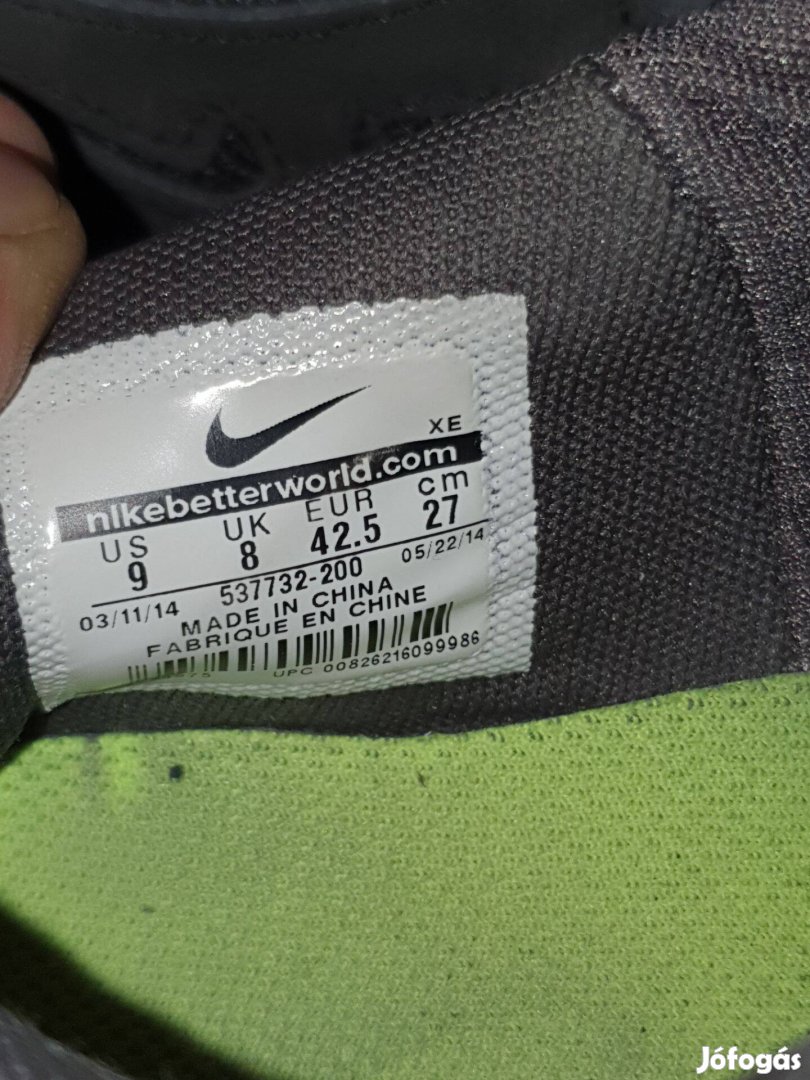 XE
nikebetterworld.com
US UK EUR cm
9 8 42.5 27
03/11/14 537732-200 05/22/14
MADE IN CHINA
FABRIQUE EN CHINE
UPC 00826216099986
Jófogás